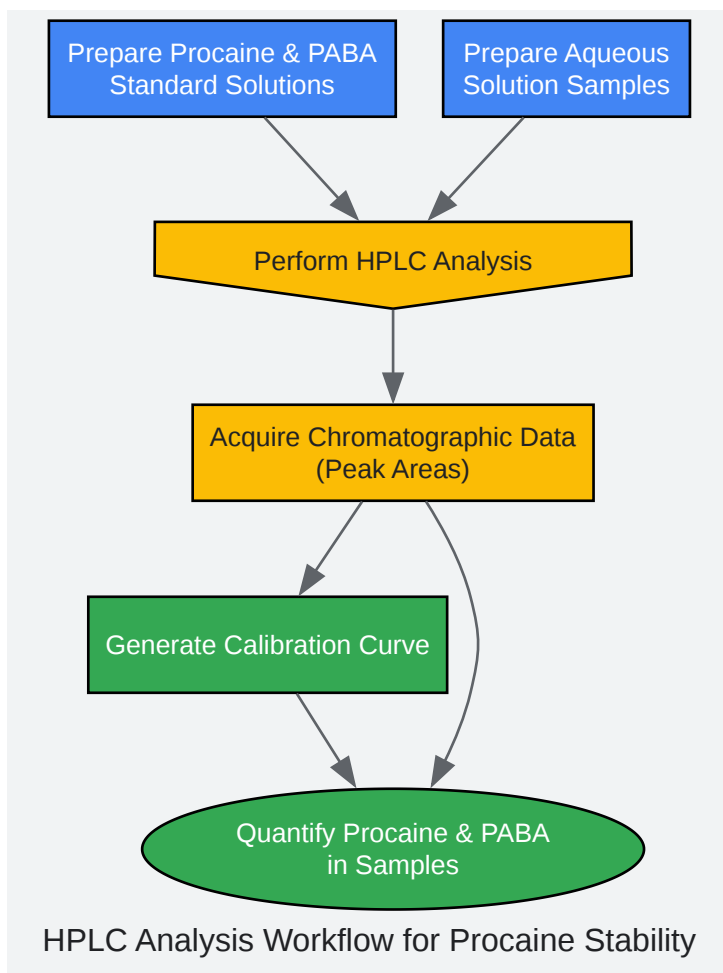 Prepare Procaine & PABA
Standard Solutions
Prepare Aqueous
Solution Samples
Perform HPLC Analysis
Acquire Chromatographic Data
(Peak Areas)
Generate Calibration Curve
Quantify Procaine & PABA
in Samples
HPLC Analysis Workflow for Procaine Stability